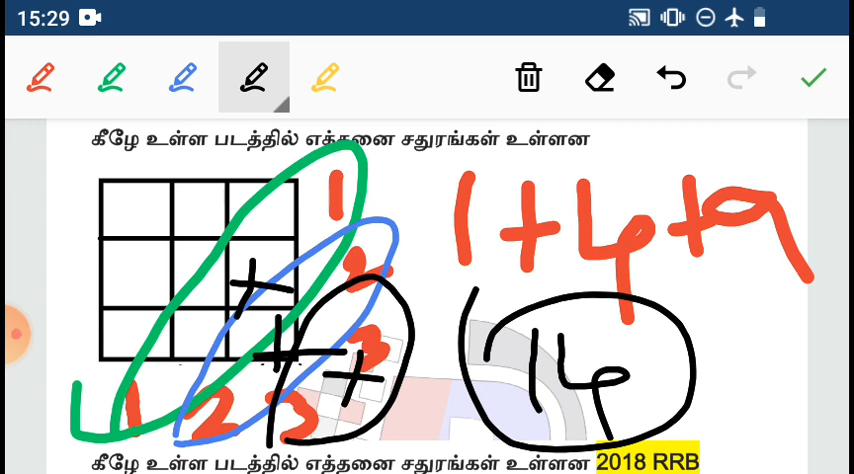 15:29
கீழே உள்ள படத்தில் எத்தனை சதுரங்கள் உள்ளன
1
2
3
1 2 3
1+4+9
14
கீழே உள்ள படத்தில் எத்தனை சதுரங்கள் உள்ளன 2018 RRB